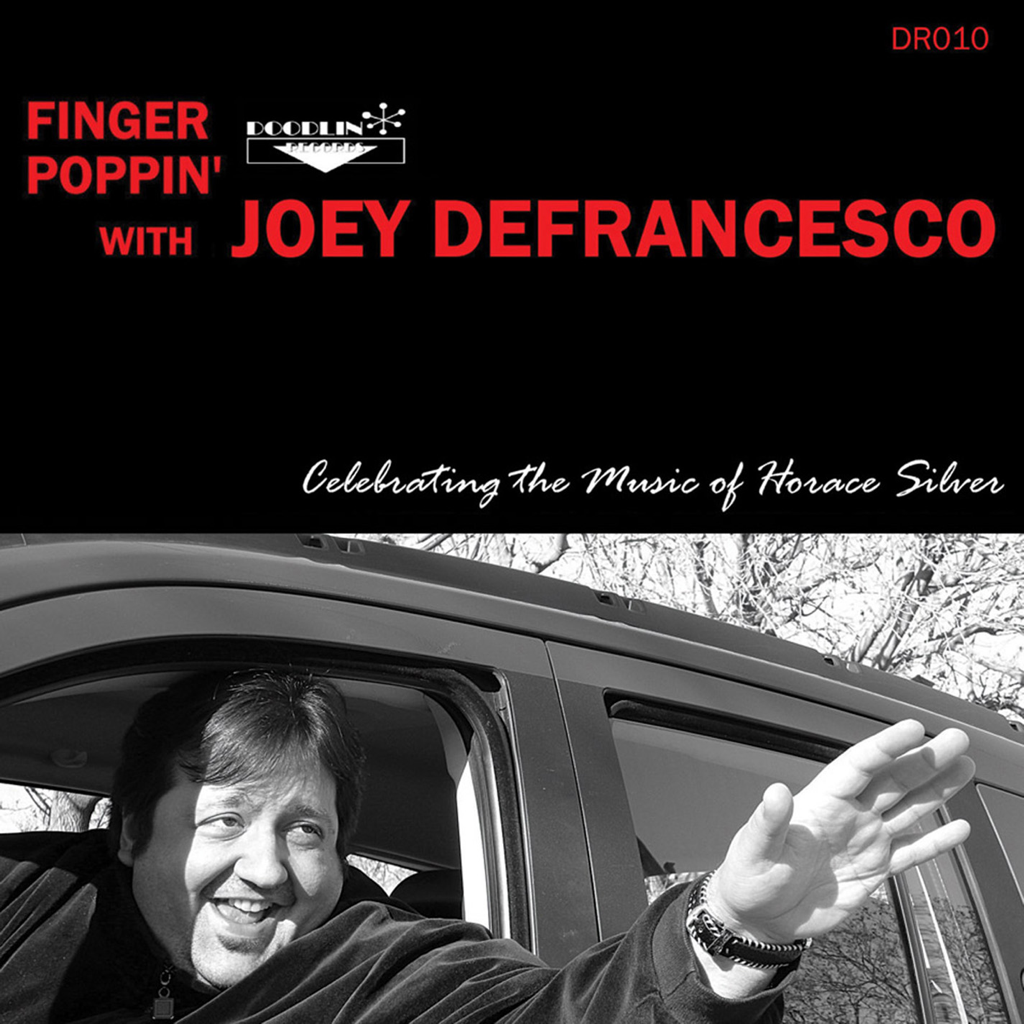 DR010
FINGER
POPPIN'
DOODLIN'
RECORDS
WITH JOEY DEFRANCESCO
Celebrating the Music of Horace Silver